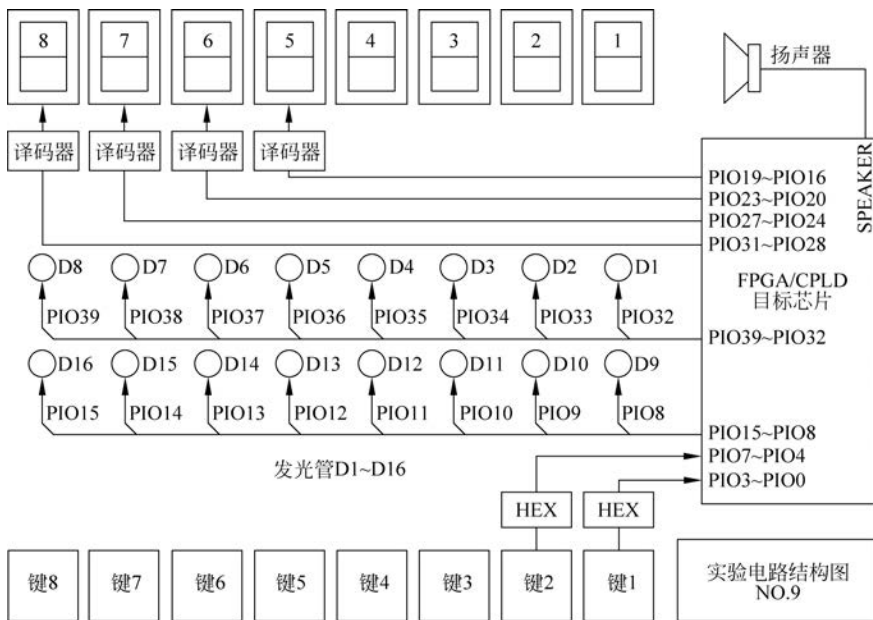 8 7 6 5 4 3 2 1
扬声器
译码器 译码器 译码器 译码器
SPEAKER
PIO19~PIO16
PIO23~PIO20
PIO27~PIO24
PIO31~PIO28
D8 D7 D6 D5 D4 D3 D2 D1
FPGA/CPLD
目标芯片
PIO39 PIO38 PIO37 PIO36 PIO35 PIO34 PIO33 PIO32
PIO39~PIO32
D16 D15 D14 D13 D12 D11 D10 D9
PIO15 PIO14 PIO13 PIO12 PIO11 PIO10 PIO9 PIO8
PIO15~PIO8
PIO7~PIO4
PIO3~PIO0
发光管D1~D16
HEX HEX
键8 键7 键6 键5 键4 键3 键2 键1
实验电路结构图
NO.9